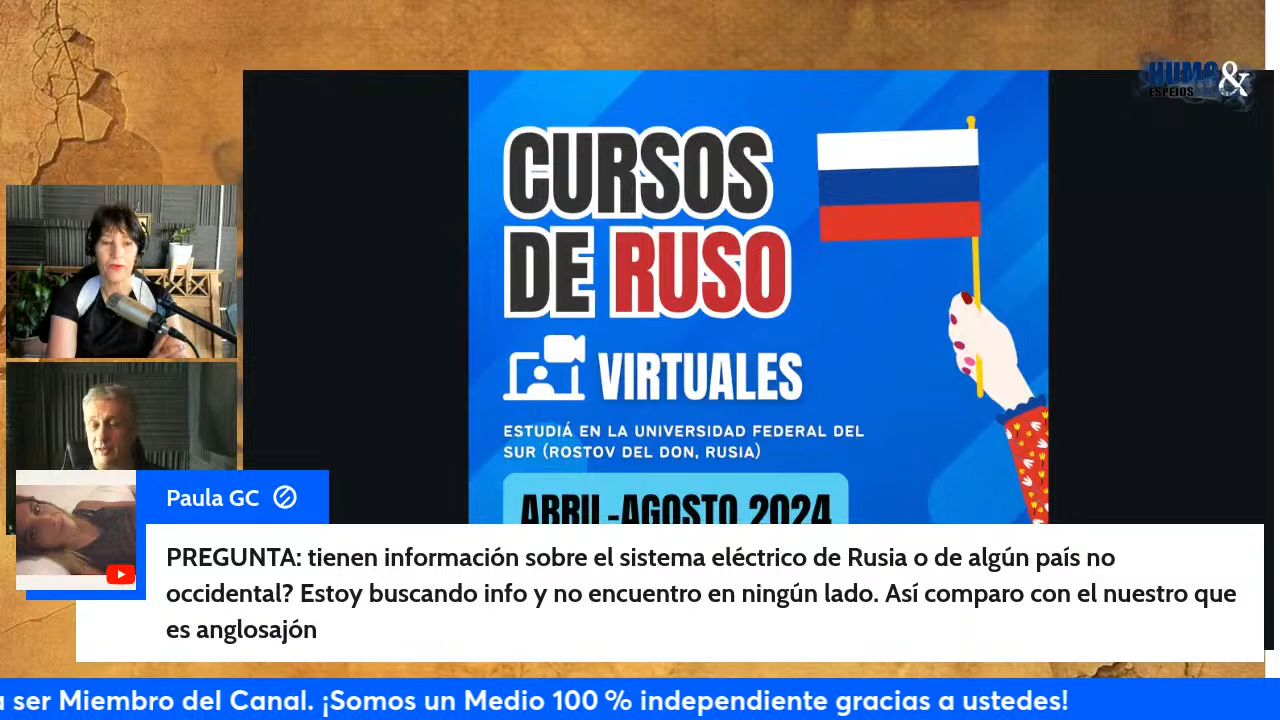 HUMO &
ESPEJOS
CURSOS
DE RUSO
VIRTUALES
ESTUDIÁ EN LA UNIVERSIDAD FEDERAL DEL
SUR (ROSTOV DEL DON, RUSIA)
ABRIL-AGOSTO 2024
Paula GC
PREGUNTA: tienen información sobre el sistema eléctrico de Rusia o de algún país no
occidental? Estoy buscando info y no encuentro en ningún lado. Así comparo con el nuestro que
es anglosajón
a ser Miembro del Canal. ¡Somos un Medio 100 % independiente gracias a ustedes!